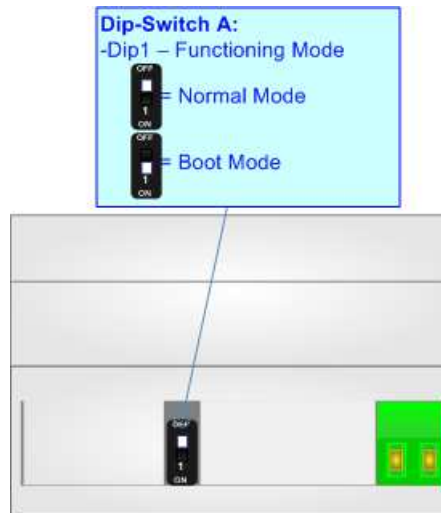 Dip-Switch A:
-Dip1 – Functioning Mode
OFF
= Normal Mode
1
ON
OFF
= Boot Mode
1
ON
OFF
1
ON